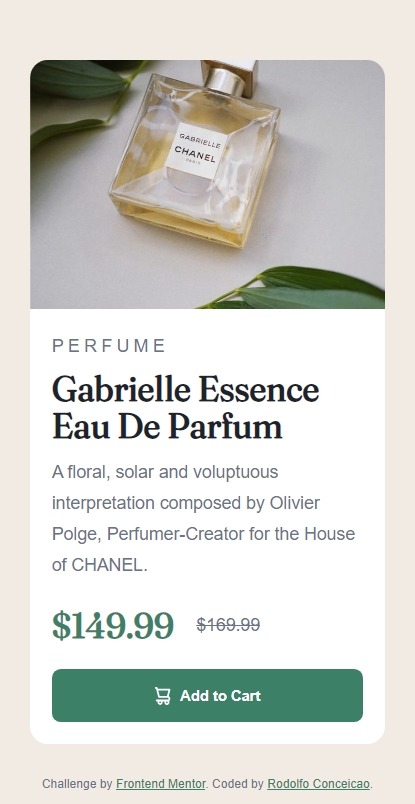 GABRIELLE
CHANEL
PARIS
PERFUME
Gabrielle Essence
Eau De Parfum
A floral, solar and voluptuous
interpretation composed by Olivier
Polge, Perfumer-Creator for the House
of CHANEL.
$149.99 $169.99
Add to Cart
Challenge by Frontend Mentor. Coded by Rodolfo Conceicao.